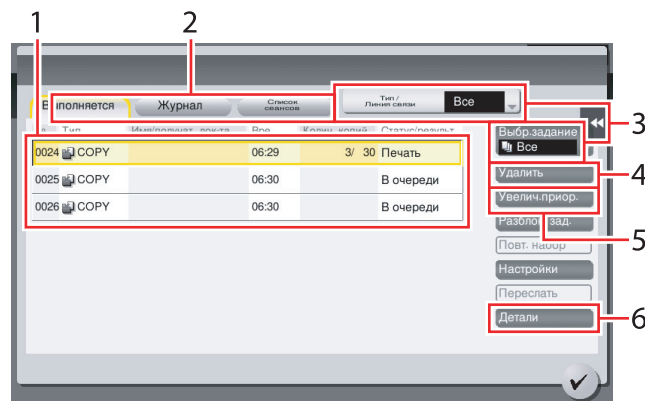 1
2
Выполняется Журнал Список сеансов Тип / Линия связи Все
Тип Имя/получат. док-та Вре Колич. копий Статус/результ
3
Выбр.задание
Все
0024 COPY 06:29 3/ 30 Печать
Удалить
4
0025 COPY 06:30 В очереди
Увелич.приор.
0026 COPY 06:30 В очереди
Разблок. зад.
5
Повт. набор
Настройки
Переслать
Детали
6